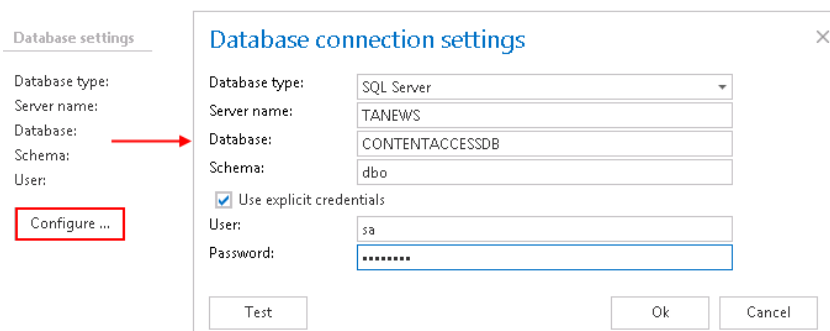 Database settings
Database type:
Server name:
Database:
Schema:
User:
Configure ...
Database connection settings
Database type: SQL Server
Server name: TANEWS
Database: CONTENTACCESSDB
Schema: dbo
Use explicit credentials
User: sa
Password: ••••••••
Test Ok Cancel